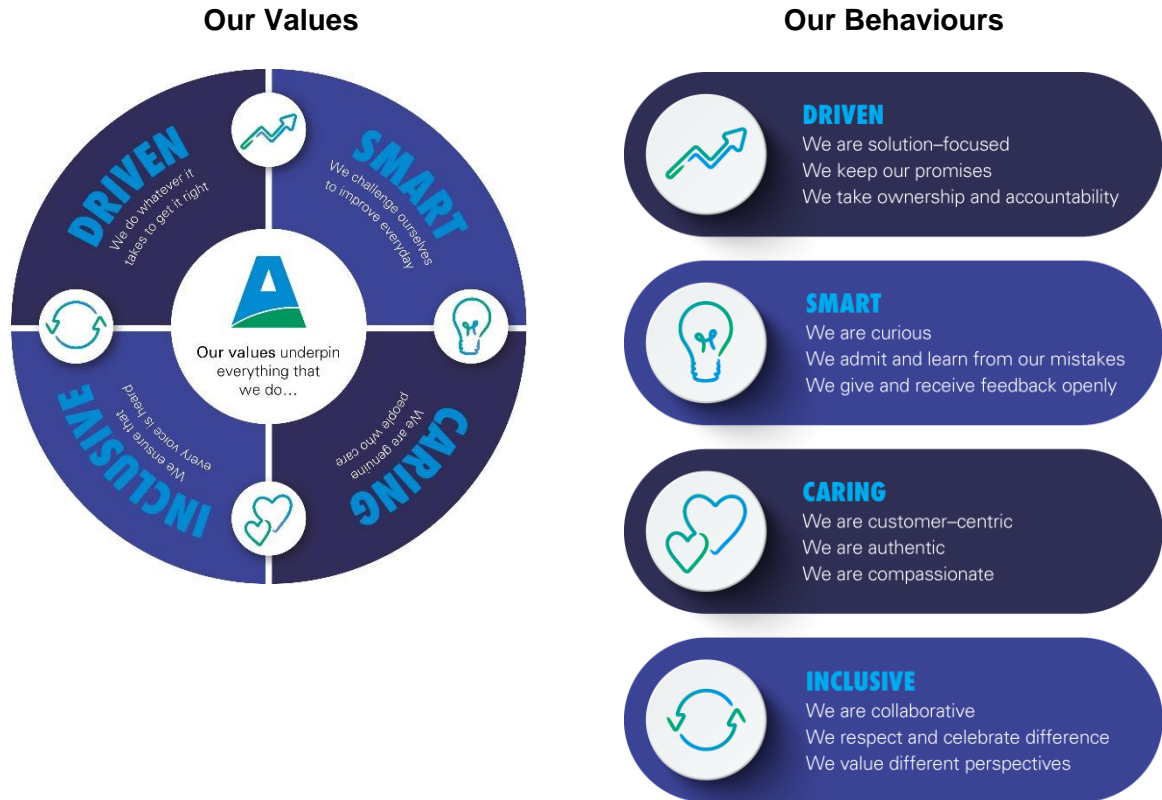 Our Values
DRIVEN
We do whatever it
takes to get it right
SMART
We challenge ourselves
to improve everyday
Our values underpin
everything that
we do...
INCLUSIVE
We ensure that
every voice is heard
CARING
We are genuine
people who care
Our Behaviours
DRIVEN
We are solution–focused
We keep our promises
We take ownership and accountability
SMART
We are curious
We admit and learn from our mistakes
We give and receive feedback openly
CARING
We are customer–centric
We are authentic
We are compassionate
INCLUSIVE
We are collaborative
We respect and celebrate difference
We value different perspectives